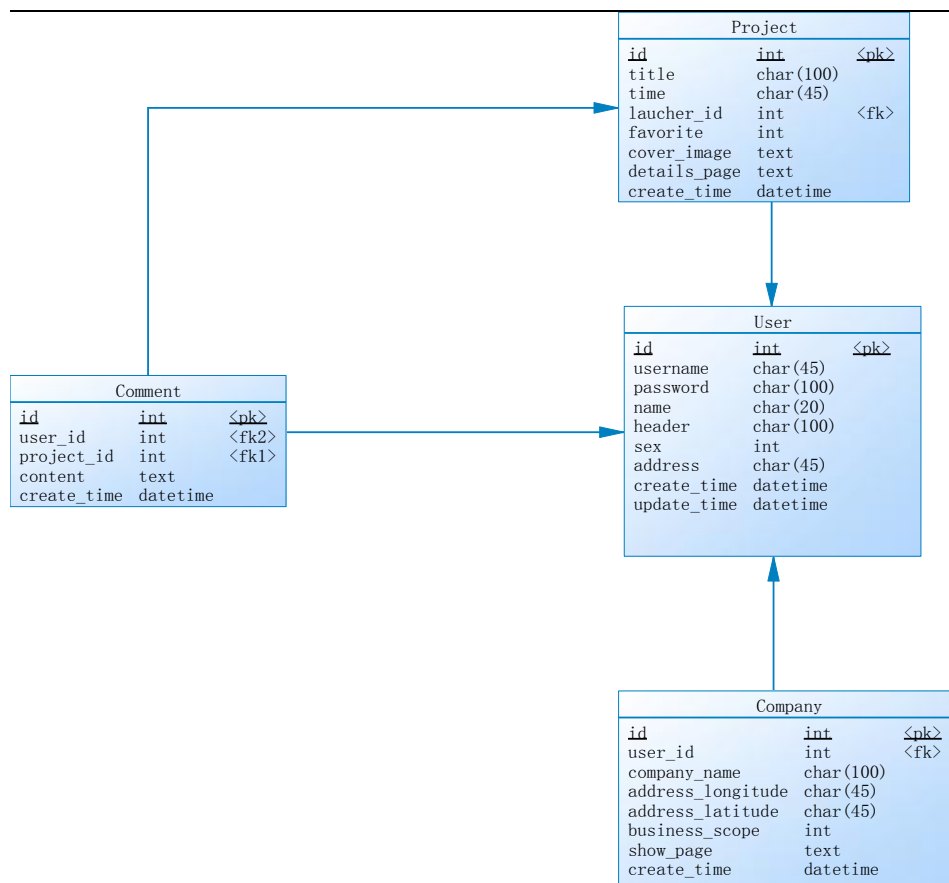 Project
id int <pk>
title char(100)
time char(45)
laucher_id int <fk>
favorite int
cover_image text
details_page text
create_time datetime
User
id int <pk>
username char(45)
password char(100)
name char(20)
header char(100)
sex int
address char(45)
create_time datetime
update_time datetime
Comment
id int <pk>
user_id int <fk2>
project_id int <fk1>
content text
create_time datetime
Company
id int <pk>
user_id int <fk>
company_name char(100)
address_longitude char(45)
address_latitude char(45)
business_scope int
show_page text
create_time datetime